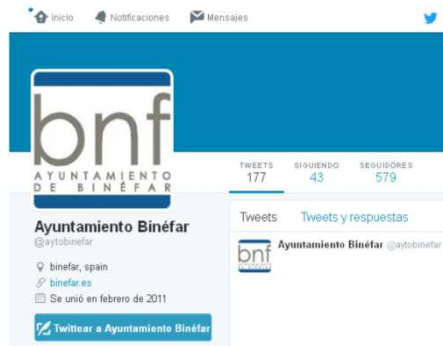 Inicio Notificaciones Mensajes
bnf
AYUNTAMIENTO
DE BINÉFAR
TWEETS SIGUIENDO SEGUIDORES
177 43 579
Ayuntamiento Binéfar
@aytobinefar
binefar, spain
binefar.es
Se unió en febrero de 2011
Twittear a Ayuntamiento Binéfar
Tweets Tweets y respuestas
bnf Ayuntamiento Binéfar @aytobinefar